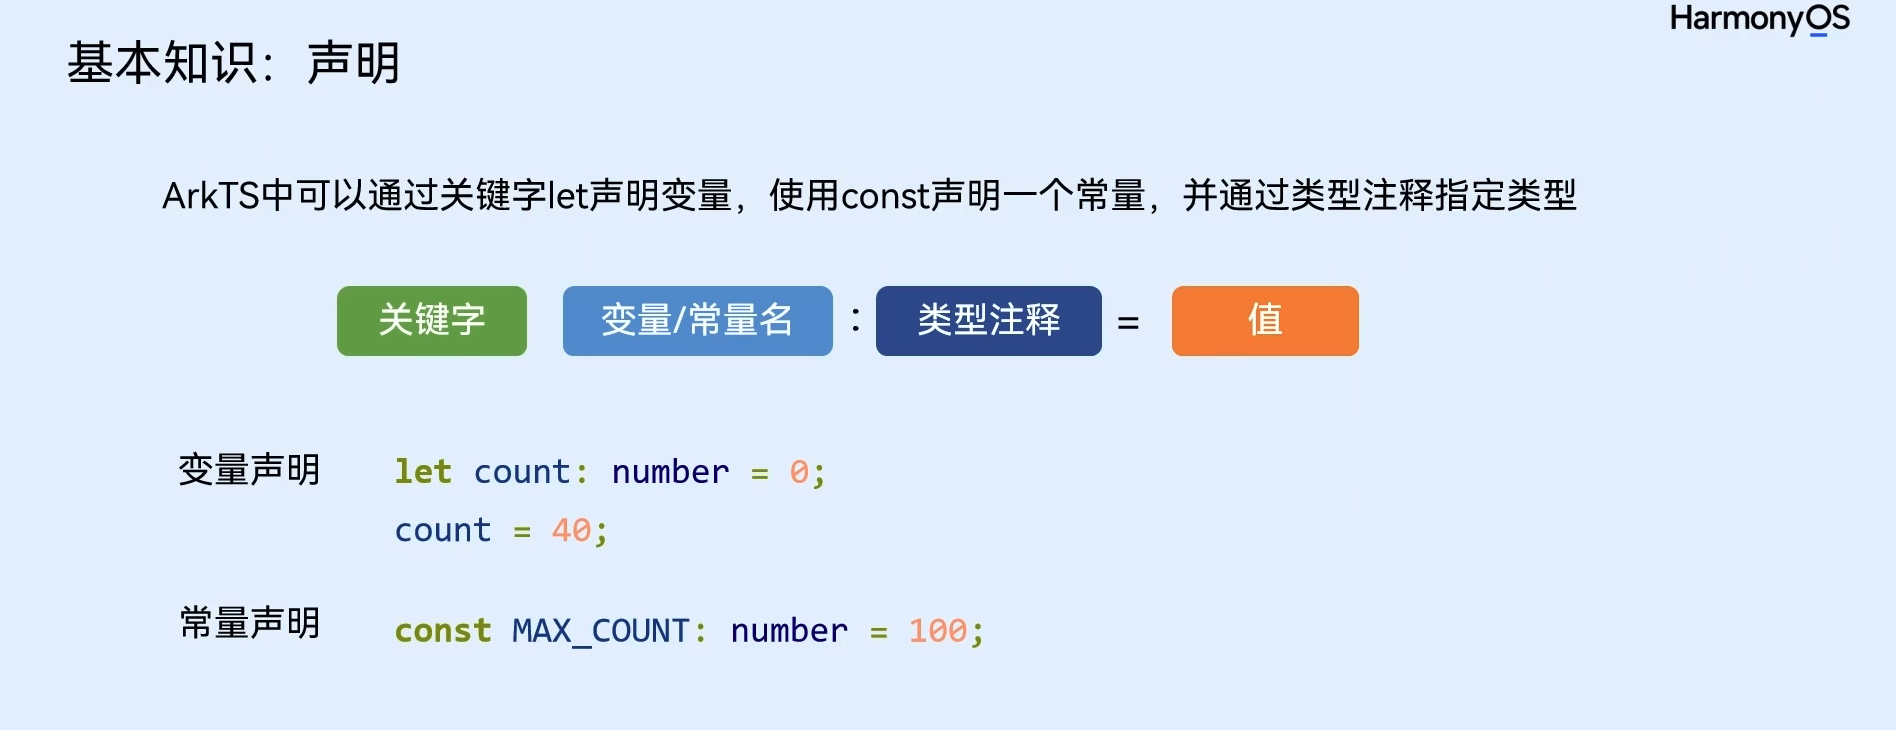 HarmonyOS
基本知识：声明
ArkTS中可以通过关键字let声明变量，使用const声明一个常量，并通过类型注释指定类型
关键字 变量/常量名 : 类型注释 = 值
变量声明 let count: number = 0;
count = 40;
常量声明 const MAX_COUNT: number = 100;